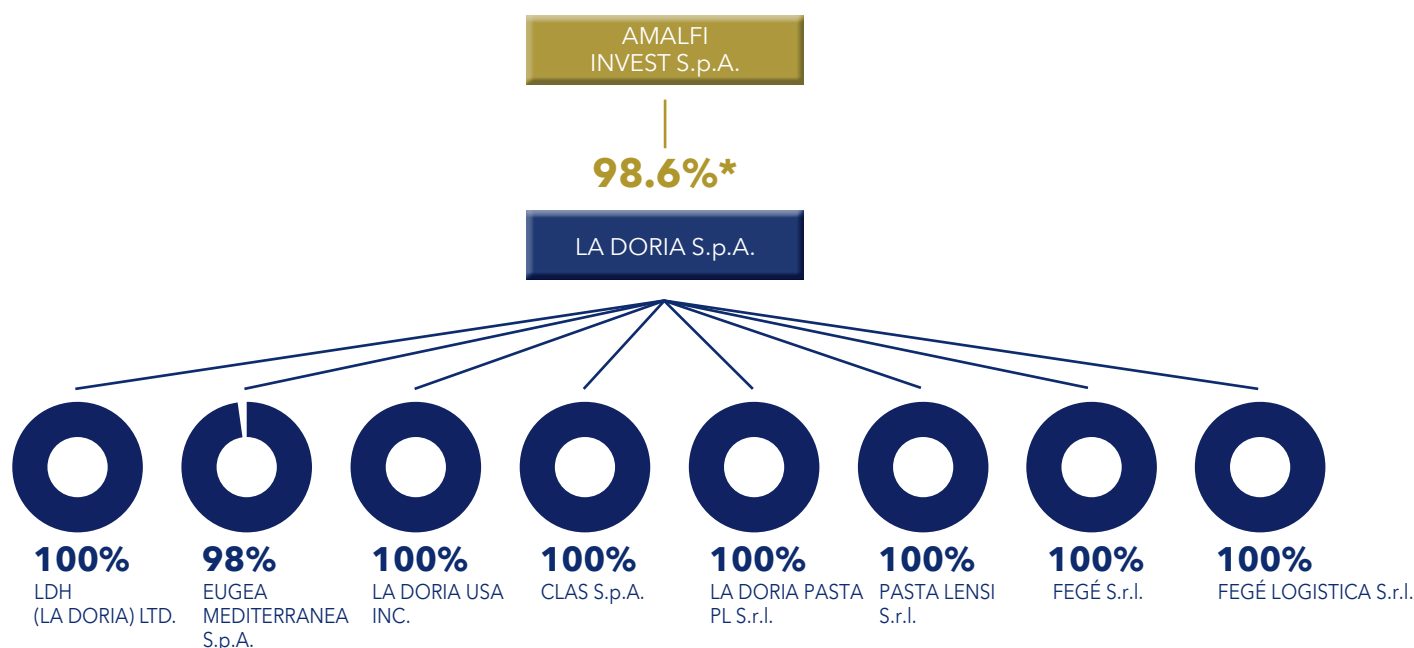 AMALFI
INVEST S.p.A.
98.6%*
LA DORIA S.p.A.
100%
LDH
(LA DORIA) LTD.
98%
EUGEA
MEDITERRANEA
S.p.A.
100%
LA DORIA USA
INC.
100%
CLAS S.p.A.
100%
LA DORIA PASTA
PL S.r.l.
100%
PASTA LENSI
S.r.l.
100%
FEGÉ S.r.l.
100%
FEGÉ LOGISTICA S.r.l.